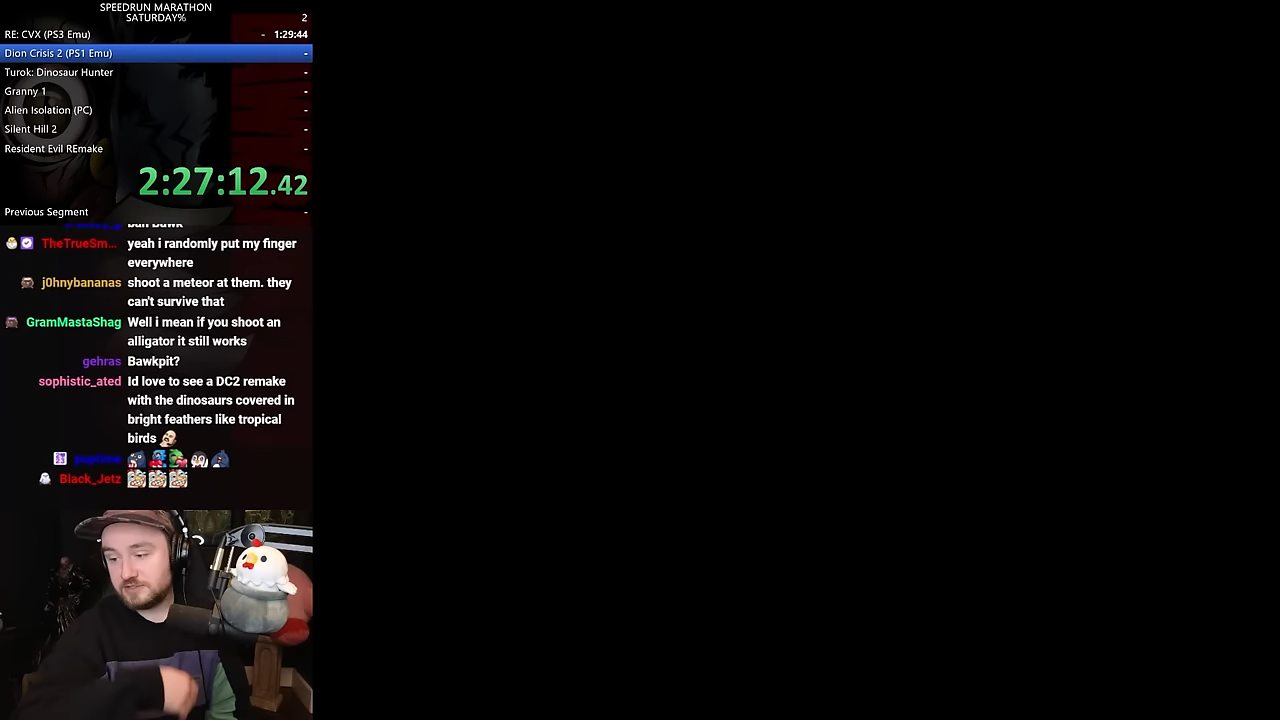 SPEEDRUN MARATHON
SATURDAY%
2
RE: CVX (PS3 Emu) - 1:29:44
Dion Crisis 2 (PS1 Emu) -
Turok: Dinosaur Hunter -
Granny 1 -
Alien Isolation (PC) -
Silent Hill 2 -
Resident Evil REmake -
2:27:12.42
Previous Segment -
TheTrueSm... yeah i randomly put my finger
everywhere
j0hnybananas shoot a meteor at them. they
can't survive that
GramMastaShag Well i mean if you shoot an
alligator it still works
gehras Bawkpit?
sophistic_ated Id love to see a DC2 remake
with the dinosaurs covered in
bright feathers like tropical
birds
Black_Jetz